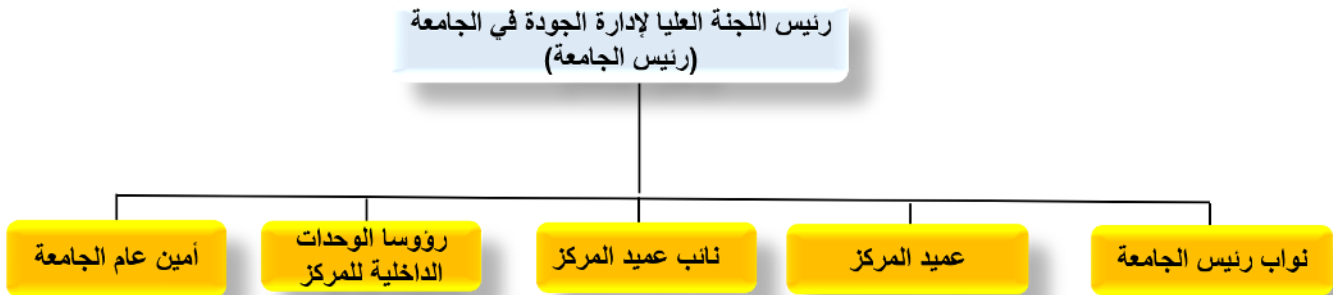 رئيس اللجنة العليا لإدارة الجودة في الجامعة
(رئيس الجامعة)
نواب رئيس الجامعة
عميد المركز
نائب عميد المركز
رؤوسا الوحدات
الداخلية للمركز
أمين عام الجامعة